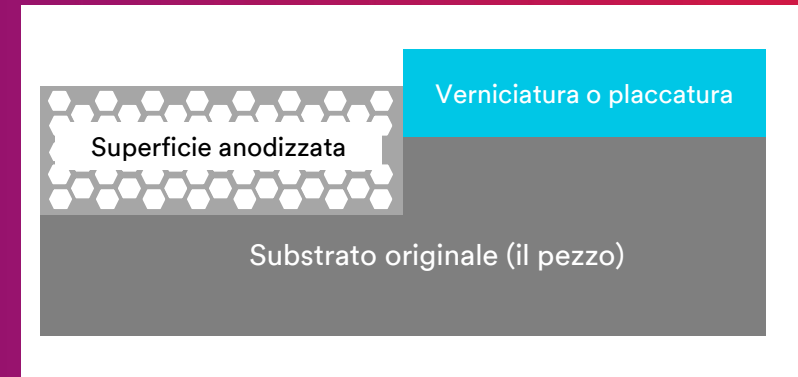 Verniciatura o placcatura
Superficie anodizzata
Substrato originale (il pezzo)